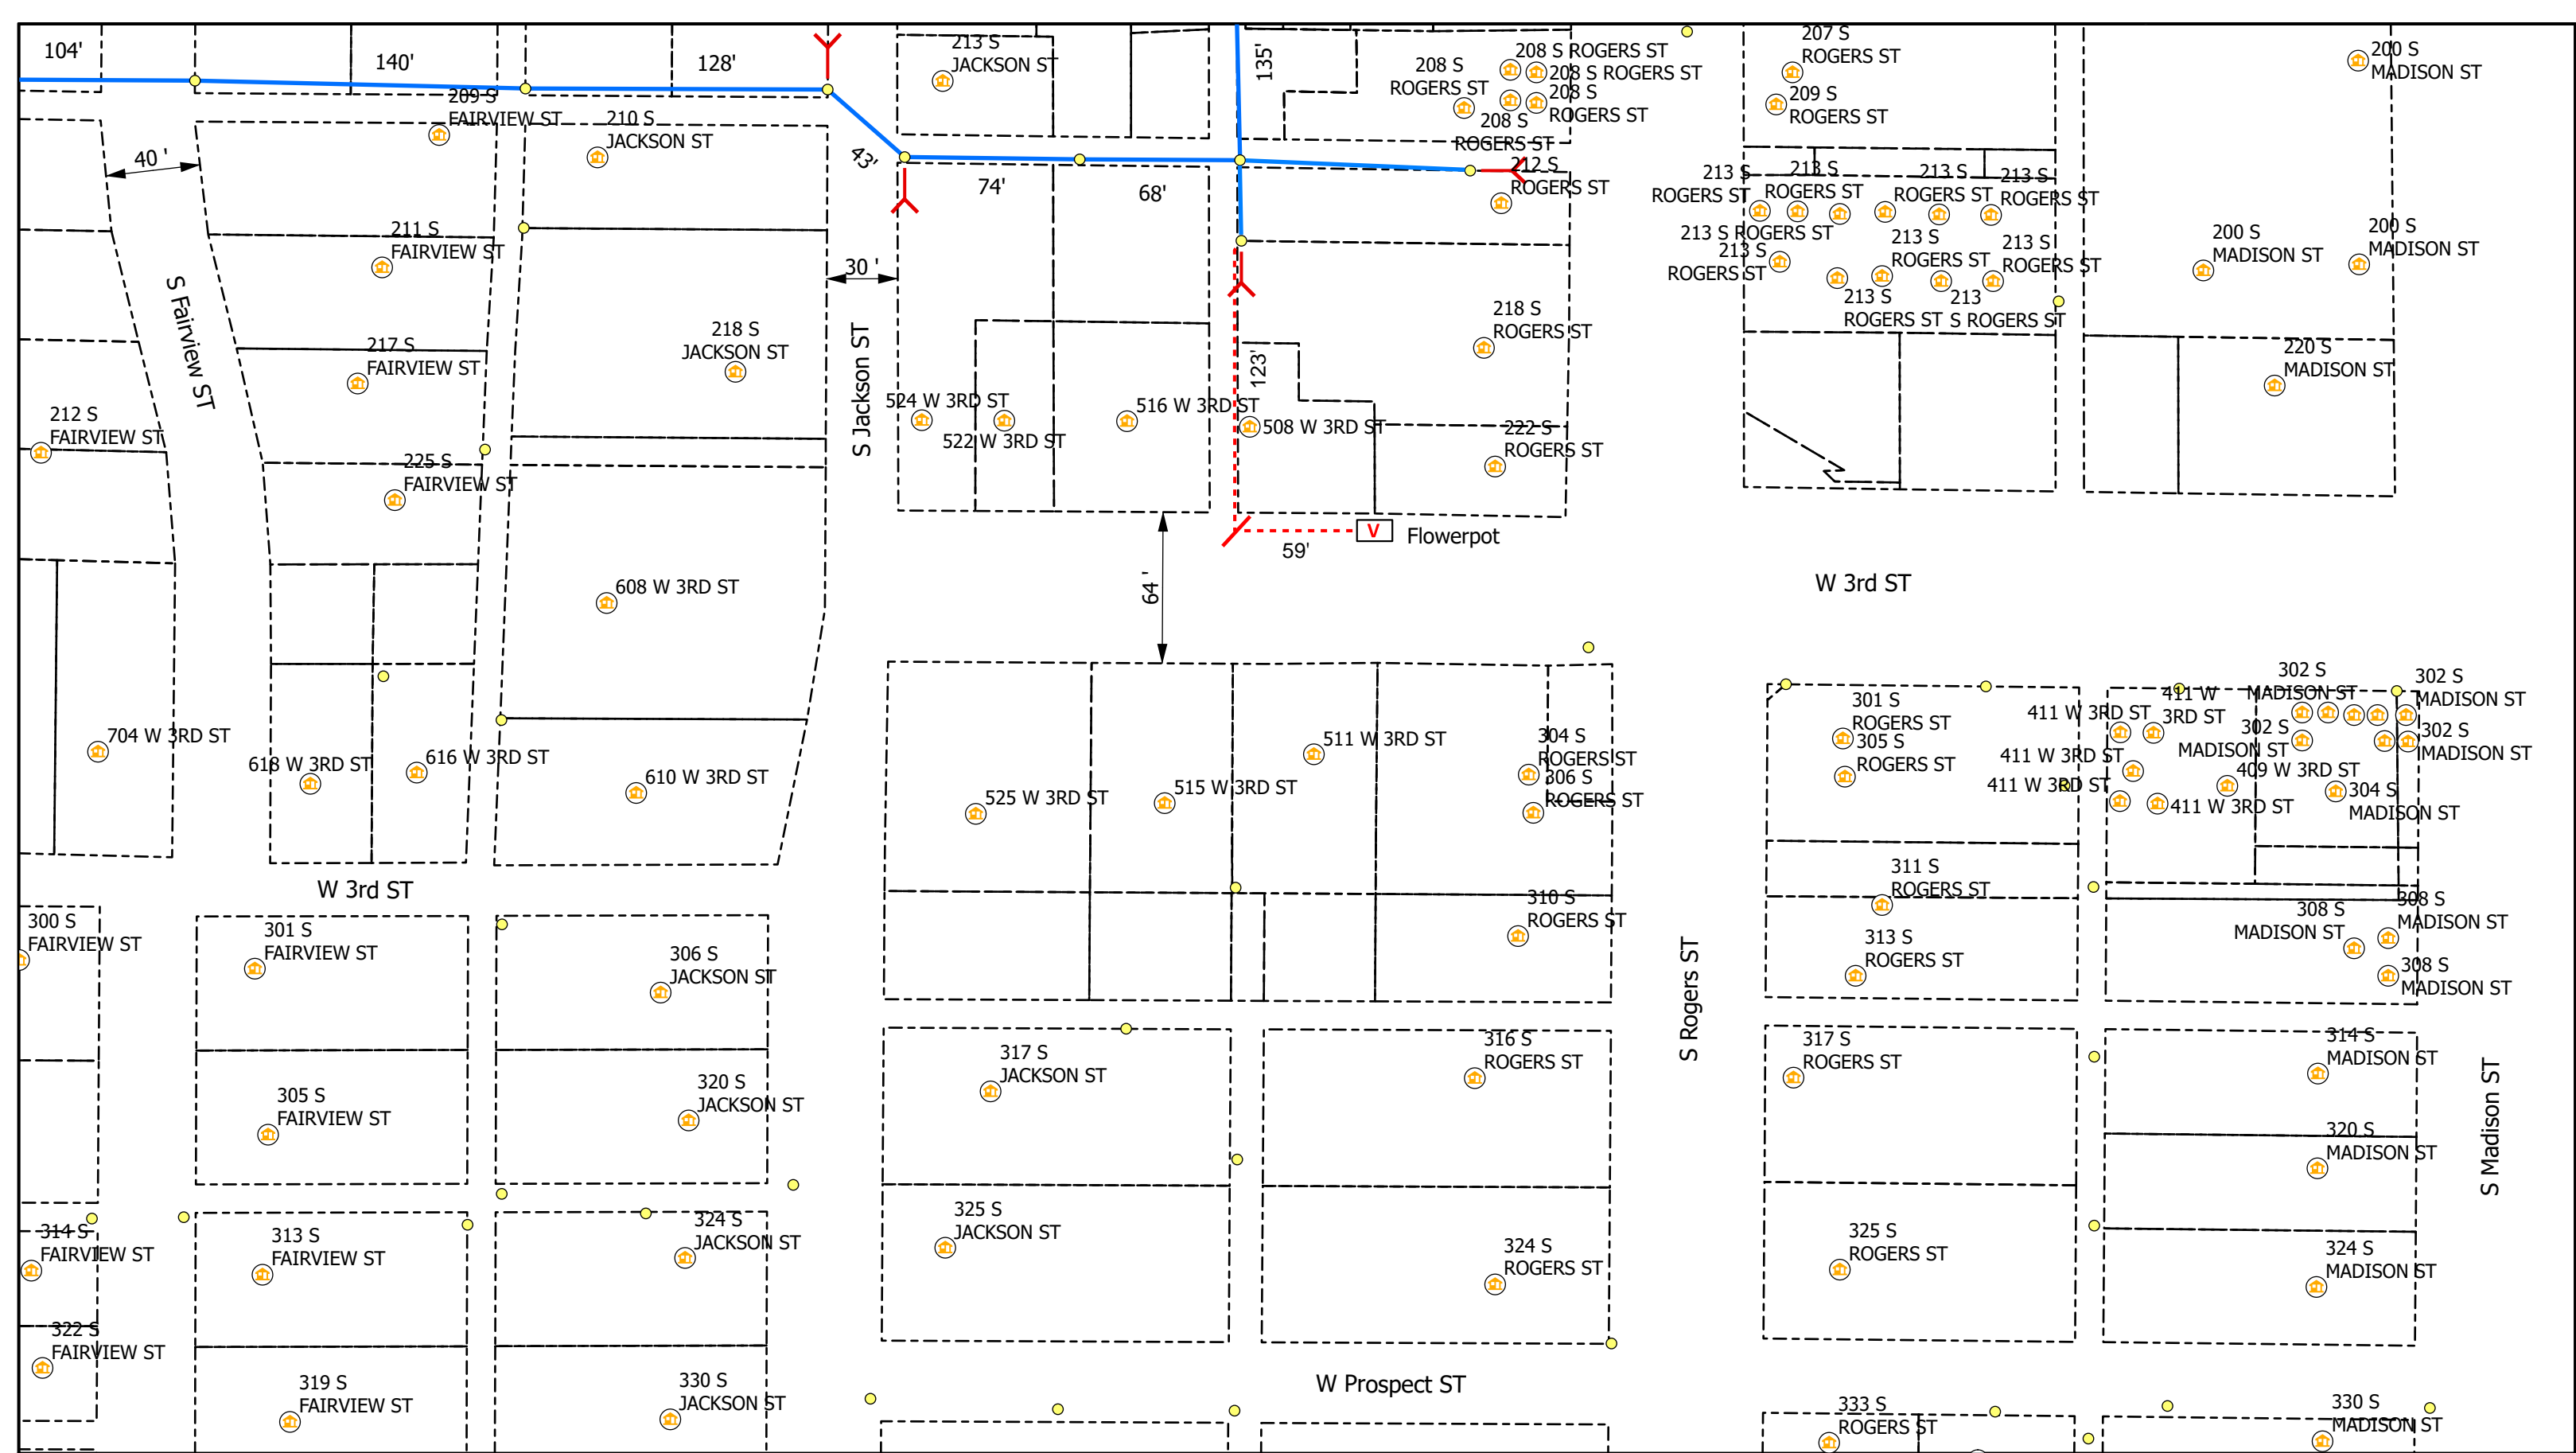 104'
140'
128'
213 S
JACKSON ST
135'
208 S ROGERS ST
208 S
ROGERS ST
208 S ROGERS ST
208 S
ROGERS ST
208 S
ROGERS ST
207 S
ROGERS ST
209 S
ROGERS ST
200 S
MADISON ST
209 S
FAIRVIEW ST
210 S
JACKSON ST
40 '
43'
74'
68'
212 S
ROGERS ST
213 S
ROGERS ST
213 S
ROGERS ST
213 S
ROGERS ST
213 S
ROGERS ST
213 S ROGERS ST
213 S
ROGERS ST
213 S
ROGERS ST
213 S
ROGERS ST
213 S
ROGERS ST
213
S ROGERS ST
200 S
MADISON ST
200 S
MADISON ST
211 S
FAIRVIEW ST
30 '
S Fairview ST
217 S
FAIRVIEW ST
218 S
JACKSON ST
S Jackson ST
218 S
ROGERS ST
123'
220 S
MADISON ST
212 S
FAIRVIEW ST
524 W 3RD ST
522 W 3RD ST
516 W 3RD ST
508 W 3RD ST
222 S
ROGERS ST
225 S
FAIRVIEW ST
V
Flowerpot
59'
64 '
W 3rd ST
608 W 3RD ST
704 W 3RD ST
618 W 3RD ST
616 W 3RD ST
610 W 3RD ST
525 W 3RD ST
515 W 3RD ST
511 W 3RD ST
304 S
ROGERS ST
306 S
ROGERS ST
301 S
ROGERS ST
305 S
ROGERS ST
411 W 3RD ST
411 W
3RD ST
411 W 3RD ST
411 W 3RD ST
411 W 3RD ST
302 S
MADISON ST
302 S
MADISON ST
302 S
MADISON ST
302 S
MADISON ST
409 W 3RD ST
304 S
MADISON ST
W 3rd ST
300 S
FAIRVIEW ST
301 S
FAIRVIEW ST
306 S
JACKSON ST
310 S
ROGERS ST
311 S
ROGERS ST
313 S
ROGERS ST
308 S
MADISON ST
308 S
MADISON ST
308 S
MADISON ST
S Rogers ST
305 S
FAIRVIEW ST
320 S
JACKSON ST
317 S
JACKSON ST
316 S
ROGERS ST
317 S
ROGERS ST
314 S
MADISON ST
320 S
MADISON ST
S Madison ST
314 S
FAIRVIEW ST
313 S
FAIRVIEW ST
324 S
JACKSON ST
325 S
JACKSON ST
324 S
ROGERS ST
325 S
ROGERS ST
324 S
MADISON ST
322 S
FAIRVIEW ST
319 S
FAIRVIEW ST
330 S
JACKSON ST
W Prospect ST
333 S
ROGERS ST
330 S
MADISON ST